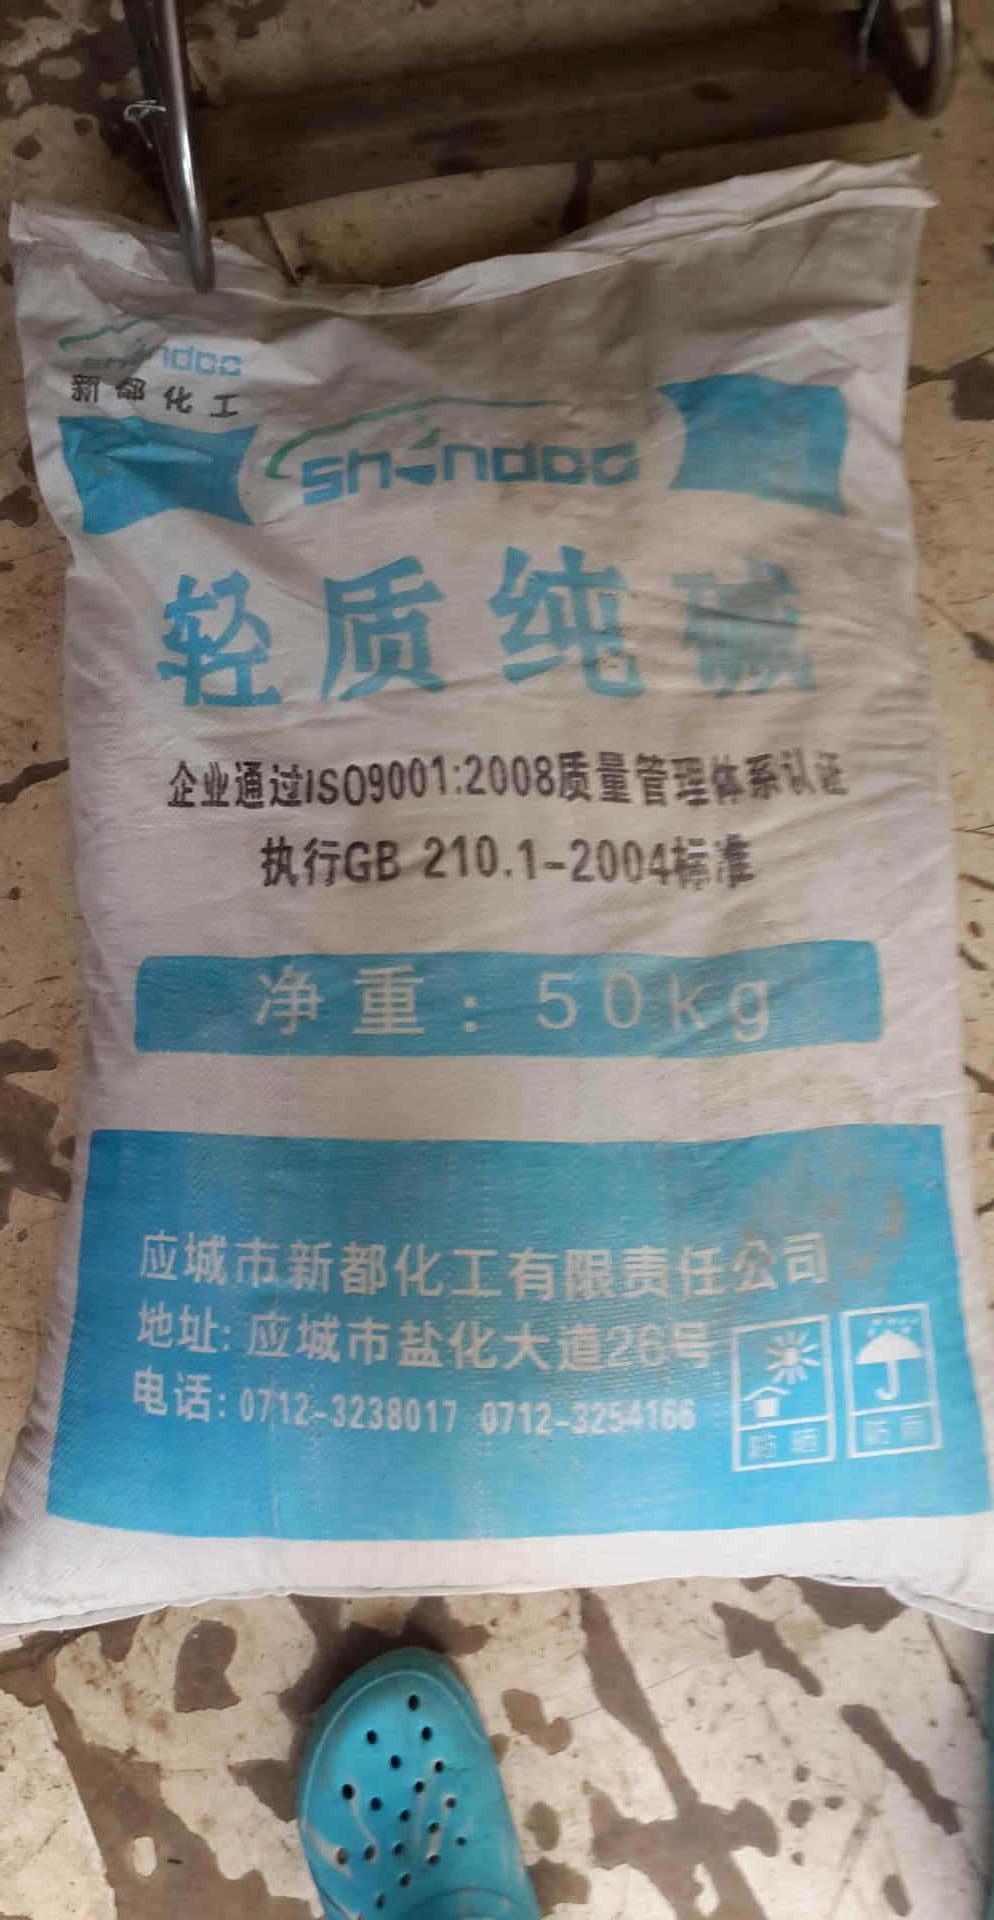 shindoo
新都化工
shindoo
轻质纯碱
企业通过ISO9001:2008质量管理体系认证
执行GB 210.1-2004标准
净重:50kg
应城市新都化工有限责任公司
地址:应城市盐化大道26号
电话:0712-3238017 0712-3254166
防晒 防雨